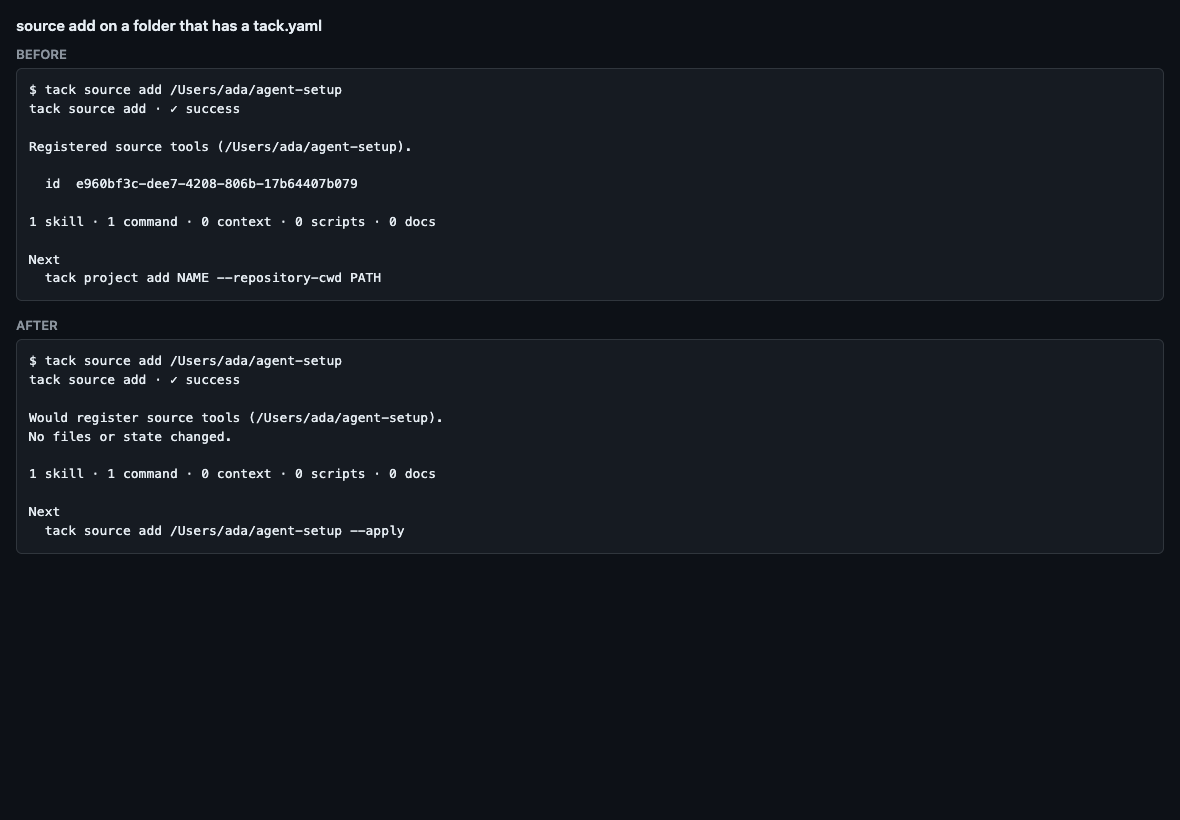 source add on a folder that has a tack.yaml
BEFORE
$ tack source add /Users/ada/agent-setup
tack source add · ✓ success
Registered source tools (/Users/ada/agent-setup).
id  e960bf3c-dee7-4208-806b-17b64407b079
1 skill · 1 command · 0 context · 0 scripts · 0 docs
Next
tack project add NAME --repository-cwd PATH
AFTER
$ tack source add /Users/ada/agent-setup
tack source add · ✓ success
Would register source tools (/Users/ada/agent-setup).
No files or state changed.
1 skill · 1 command · 0 context · 0 scripts · 0 docs
Next
tack source add /Users/ada/agent-setup --apply